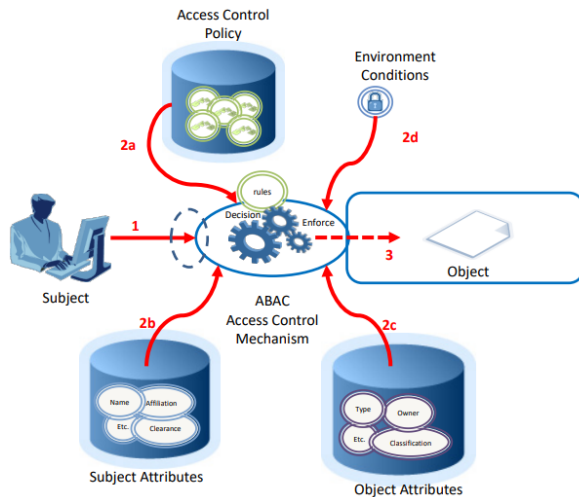 Access Control
Policy
Environment
Conditions
2a
2d
rules
Decision
Enforce
1
3
Subject
Object
ABAC
Access Control
Mechanism
2b
2c
Name
Affiliation
Etc.
Clearance
Type
Owner
Etc.
Classification
Subject Attributes
Object Attributes